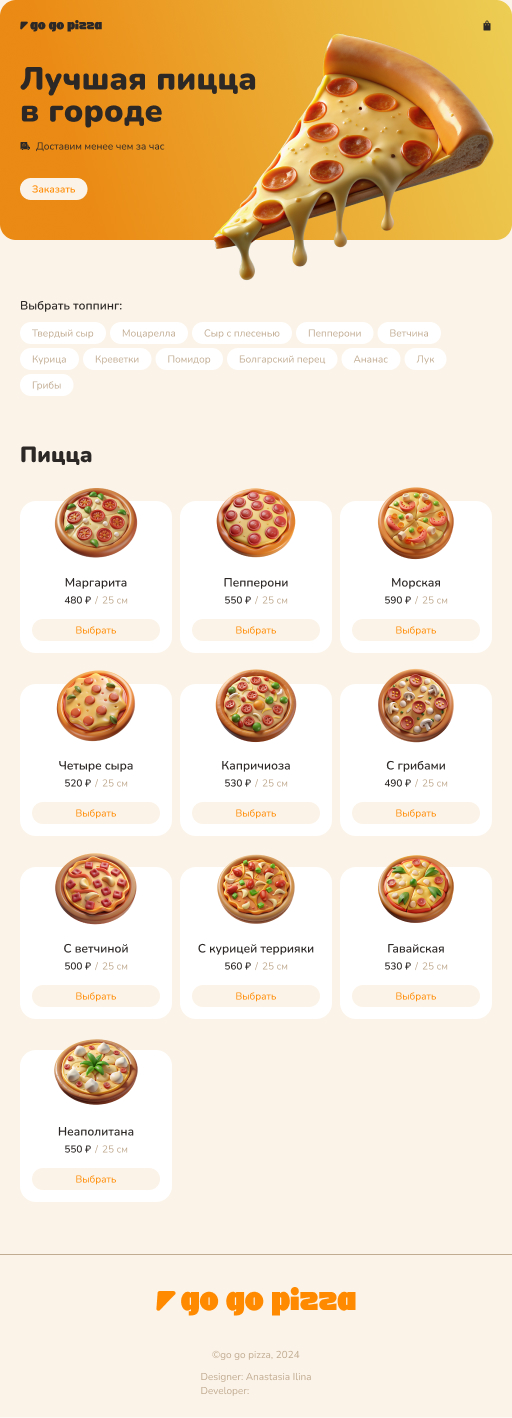 go go pizza
Лучшая пицца
в городе
Доставим менее чем за час
Заказать
Выбрать топпинг:
Твердый сыр Моцарелла Сыр с плесенью Пепперони Ветчина
Курица Креветки Помидор Болгарский перец Ананас Лук
Грибы
Пицца
Маргарита Пепперони Морская
480 ₽ / 25 см 550 ₽ / 25 см 590 ₽ / 25 см
Выбрать Выбрать Выбрать
Четыре сыра Капричиоза С грибами
520 ₽ / 25 см 530 ₽ / 25 см 490 ₽ / 25 см
Выбрать Выбрать Выбрать
С ветчиной С курицей террияки Гавайская
500 ₽ / 25 см 560 ₽ / 25 см 530 ₽ / 25 см
Выбрать Выбрать Выбрать
Неаполитана
550 ₽ / 25 см
Выбрать
go go pizza
©go go pizza, 2024
Designer: Anastasia Ilina
Developer: